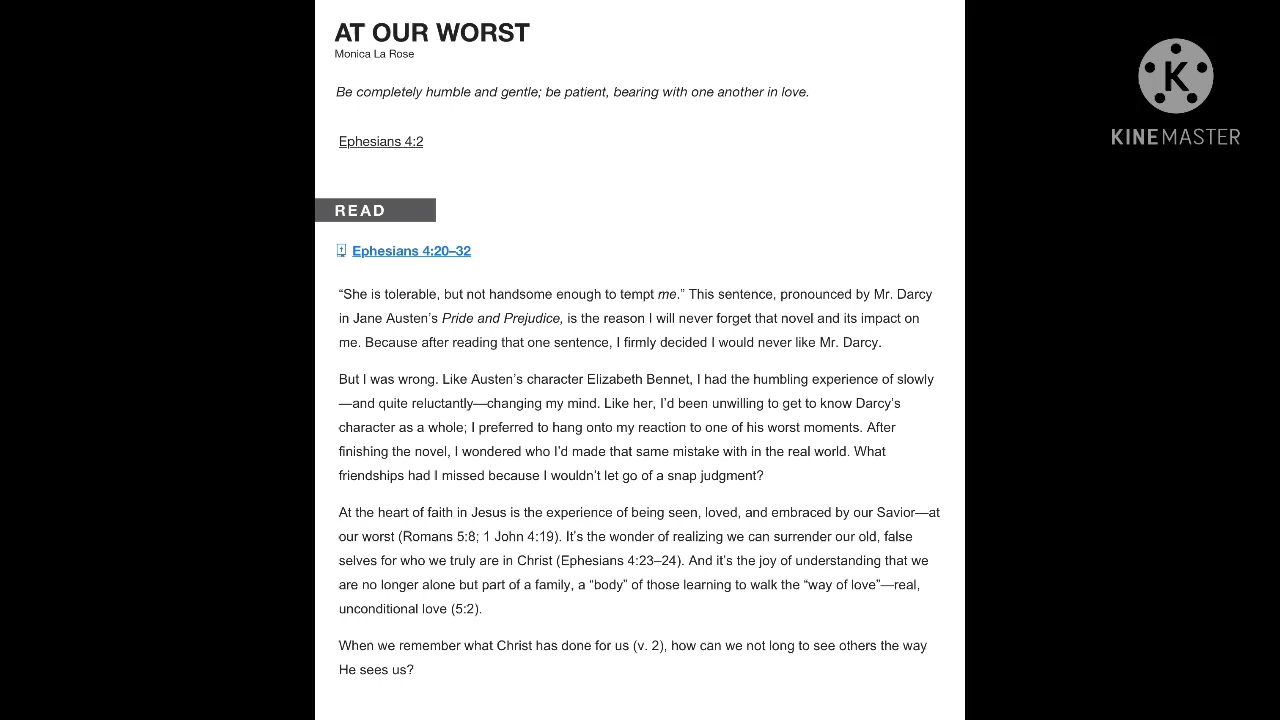 AT OUR WORST
Monica La Rose
Be completely humble and gentle; be patient, bearing with one another in love.
Ephesians 4:2
READ
Ephesians 4:20–32
“She is tolerable, but not handsome enough to tempt me.” This sentence, pronounced by Mr. Darcy
in Jane Austen’s Pride and Prejudice, is the reason I will never forget that novel and its impact on
me. Because after reading that one sentence, I firmly decided I would never like Mr. Darcy.
But I was wrong. Like Austen’s character Elizabeth Bennet, I had the humbling experience of slowly
—and quite reluctantly—changing my mind. Like her, I’d been unwilling to get to know Darcy’s
character as a whole; I preferred to hang onto my reaction to one of his worst moments. After
finishing the novel, I wondered who I’d made that same mistake with in the real world. What
friendships had I missed because I wouldn’t let go of a snap judgment?
At the heart of faith in Jesus is the experience of being seen, loved, and embraced by our Savior—at
our worst (Romans 5:8; 1 John 4:19). It’s the wonder of realizing we can surrender our old, false
selves for who we truly are in Christ (Ephesians 4:23–24). And it’s the joy of understanding that we
are no longer alone but part of a family, a “body” of those learning to walk the “way of love”—real,
unconditional love (5:2).
When we remember what Christ has done for us (v. 2), how can we not long to see others the way
He sees us?
K
KINEMASTER